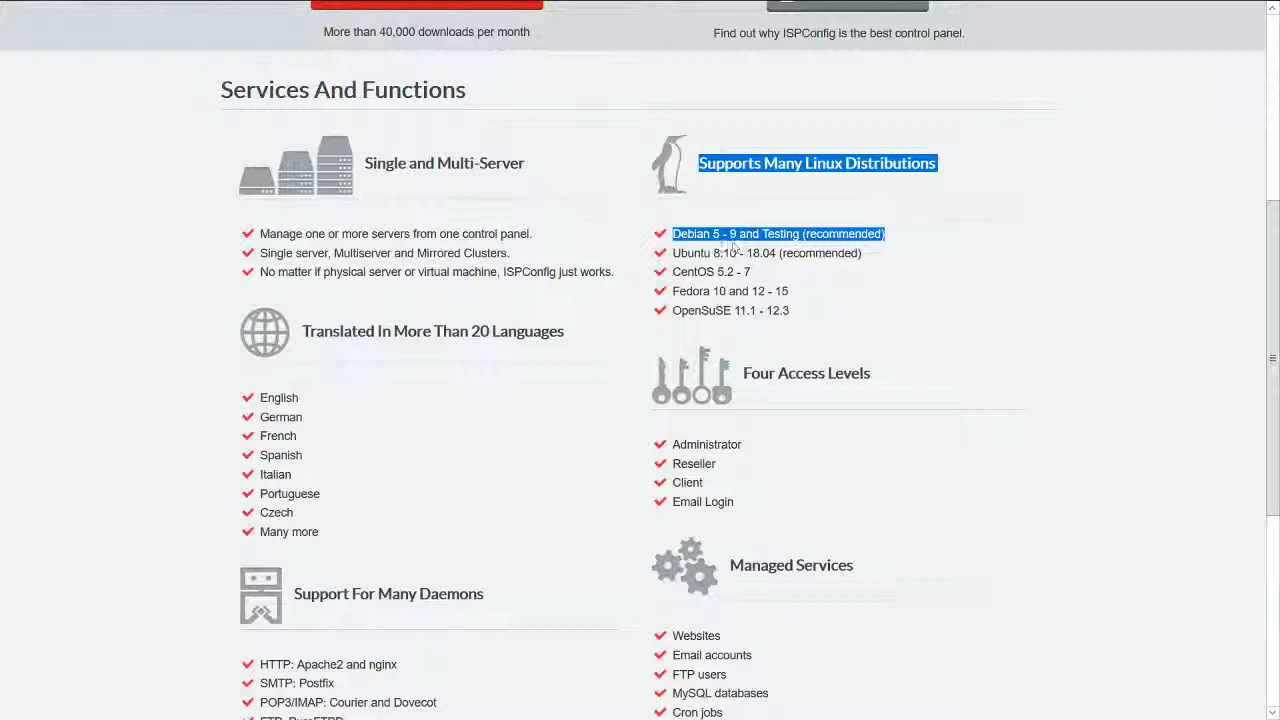 More than 40,000 downloads per month
Find out why ISPConfig is the best control panel.
Services And Functions
Single and Multi-Server
Manage one or more servers from one control panel.
Single server, Multiserver and Mirrored Clusters.
No matter if physical server or virtual machine, ISPConfig just works.
Translated In More Than 20 Languages
English
German
French
Spanish
Italian
Portuguese
Czech
Many more
Support For Many Daemons
HTTP: Apache2 and nginx
SMTP: Postfix
POP3/IMAP: Courier and Dovecot
FTP: PureFTPD
Supports Many Linux Distributions
Debian 5 - 9 and Testing (recommended)
Ubuntu 8.10 - 18.04 (recommended)
CentOS 5.2 - 7
Fedora 10 and 12 - 15
OpenSuSE 11.1 - 12.3
Four Access Levels
Administrator
Reseller
Client
Email Login
Managed Services
Websites
Email accounts
FTP users
MySQL databases
Cron jobs